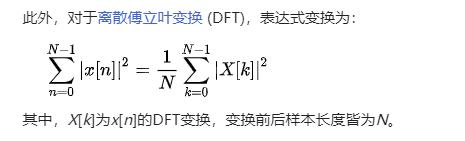 此外，对于离散傅立叶变换 (DFT)，表达式变换为：
\sum_{n=0}^{N-1} |x[n]|^2 = \frac{1}{N} \sum_{k=0}^{N-1} |X[k]|^2
其中，X[k]为x[n]的DFT变换，变换前后样本长度皆为N。